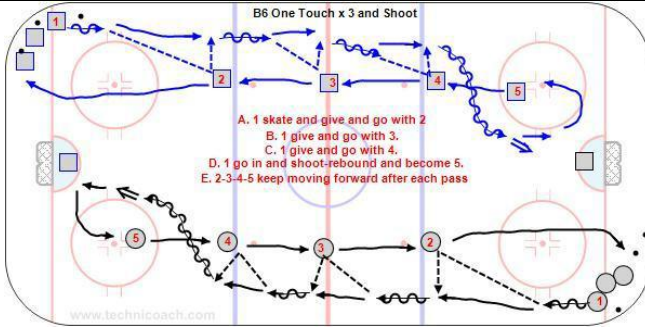 B6 One Touch x 3 and Shoot
1
2
3
4
5
A. 1 skate and give and go with 2
B. 1 give and go with 3.
C. 1 give and go with 4.
D. 1 go in and shoot-rebound and become 5.
E. 2-3-4-5 keep moving forward after each pass
5
4
3
2
1
www.technicoach.com